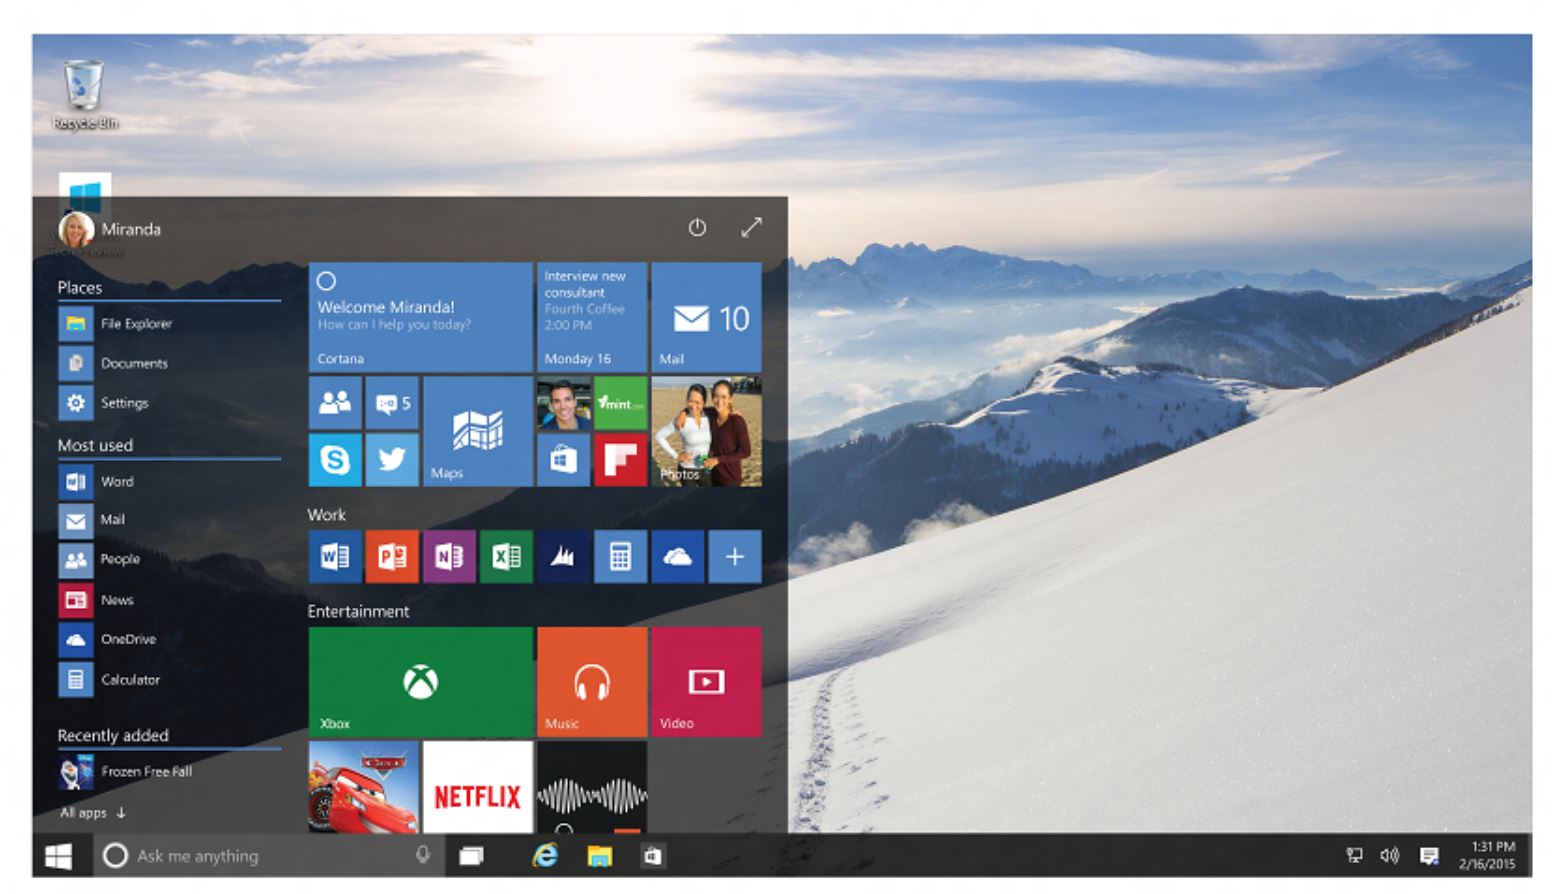 Recycle Bin
Miranda
Places
File Explorer
Documents
Settings
Most used
Word
Mail
People
News
OneDrive
Calculator
Recently added
Frozen Free Fall
All apps
Welcome Miranda!
How can I help you today?
Cortana
Interview new
consultant
Fourth Coffee
2:00 PM
Monday 16
10
Mail
5
Maps
mint.com
Photos
Work
Entertainment
Xbox
Music
Video
NETFLIX
Ask me anything
1:31 PM
2/16/2015